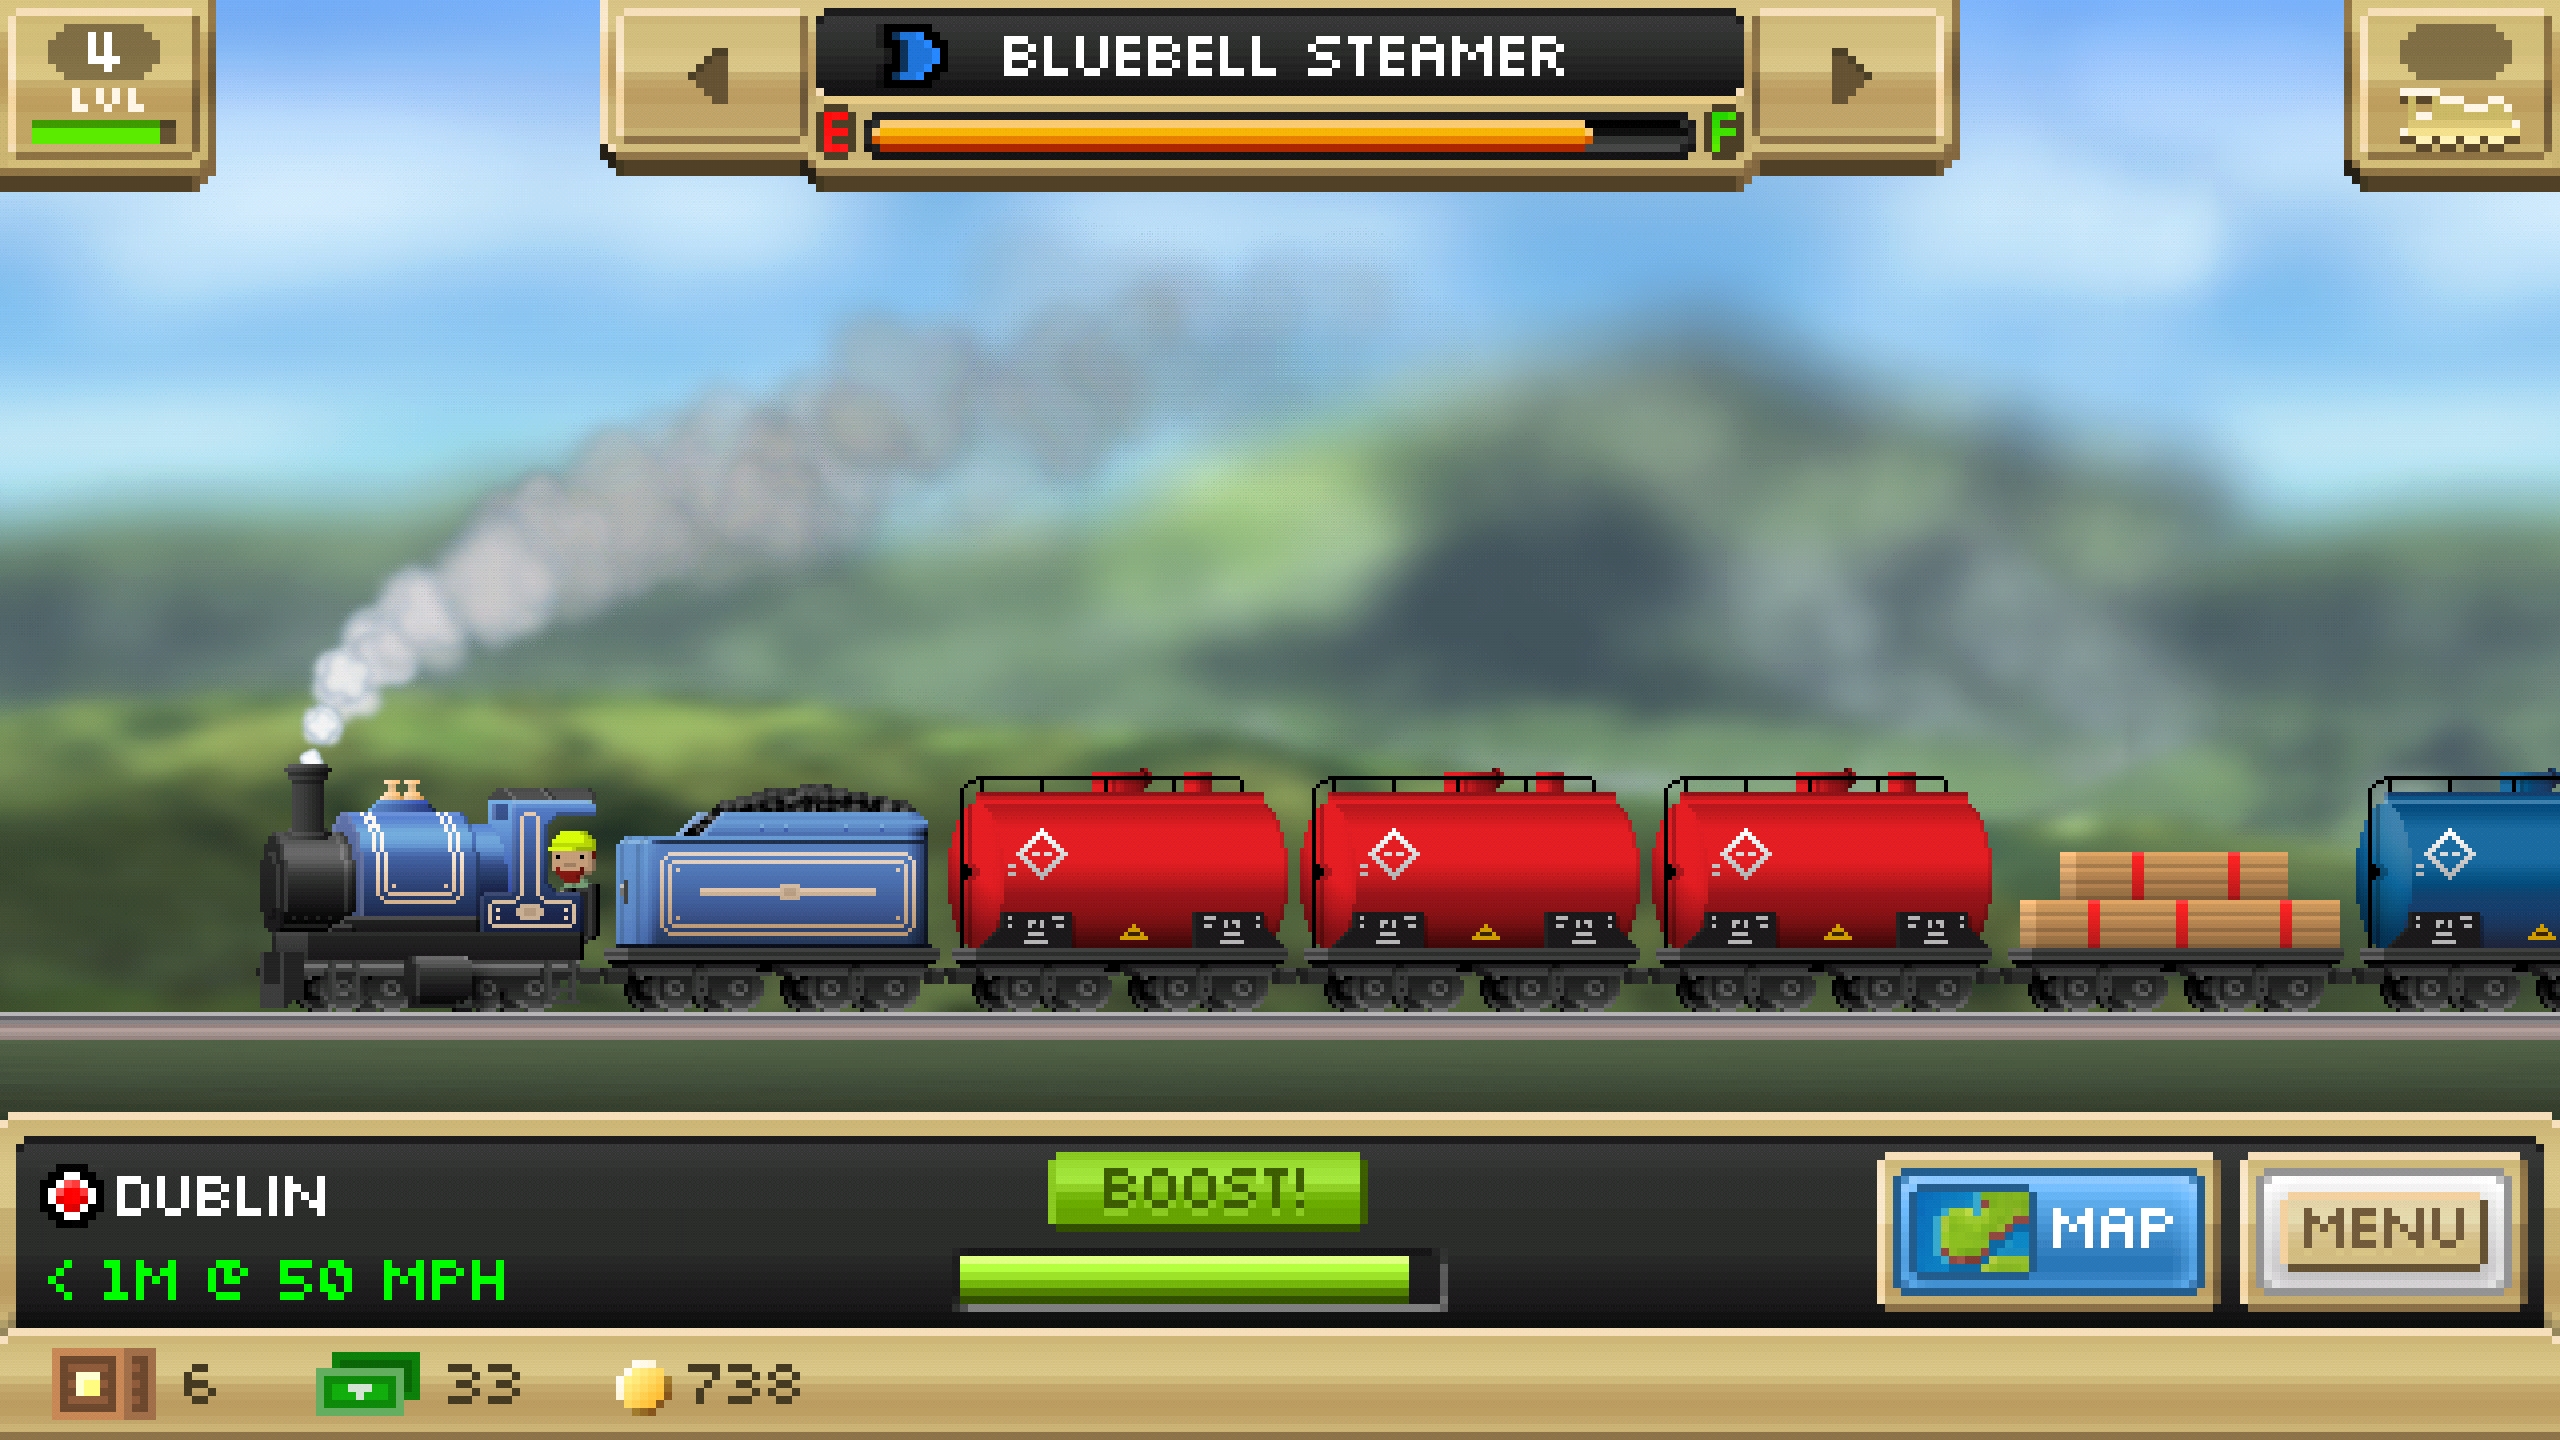 4
LVL
BLUEBELL STEAMER
E F
DUBLIN
< 1M @ 50 MPH
BOOST!
MAP
MENU
6 33 738